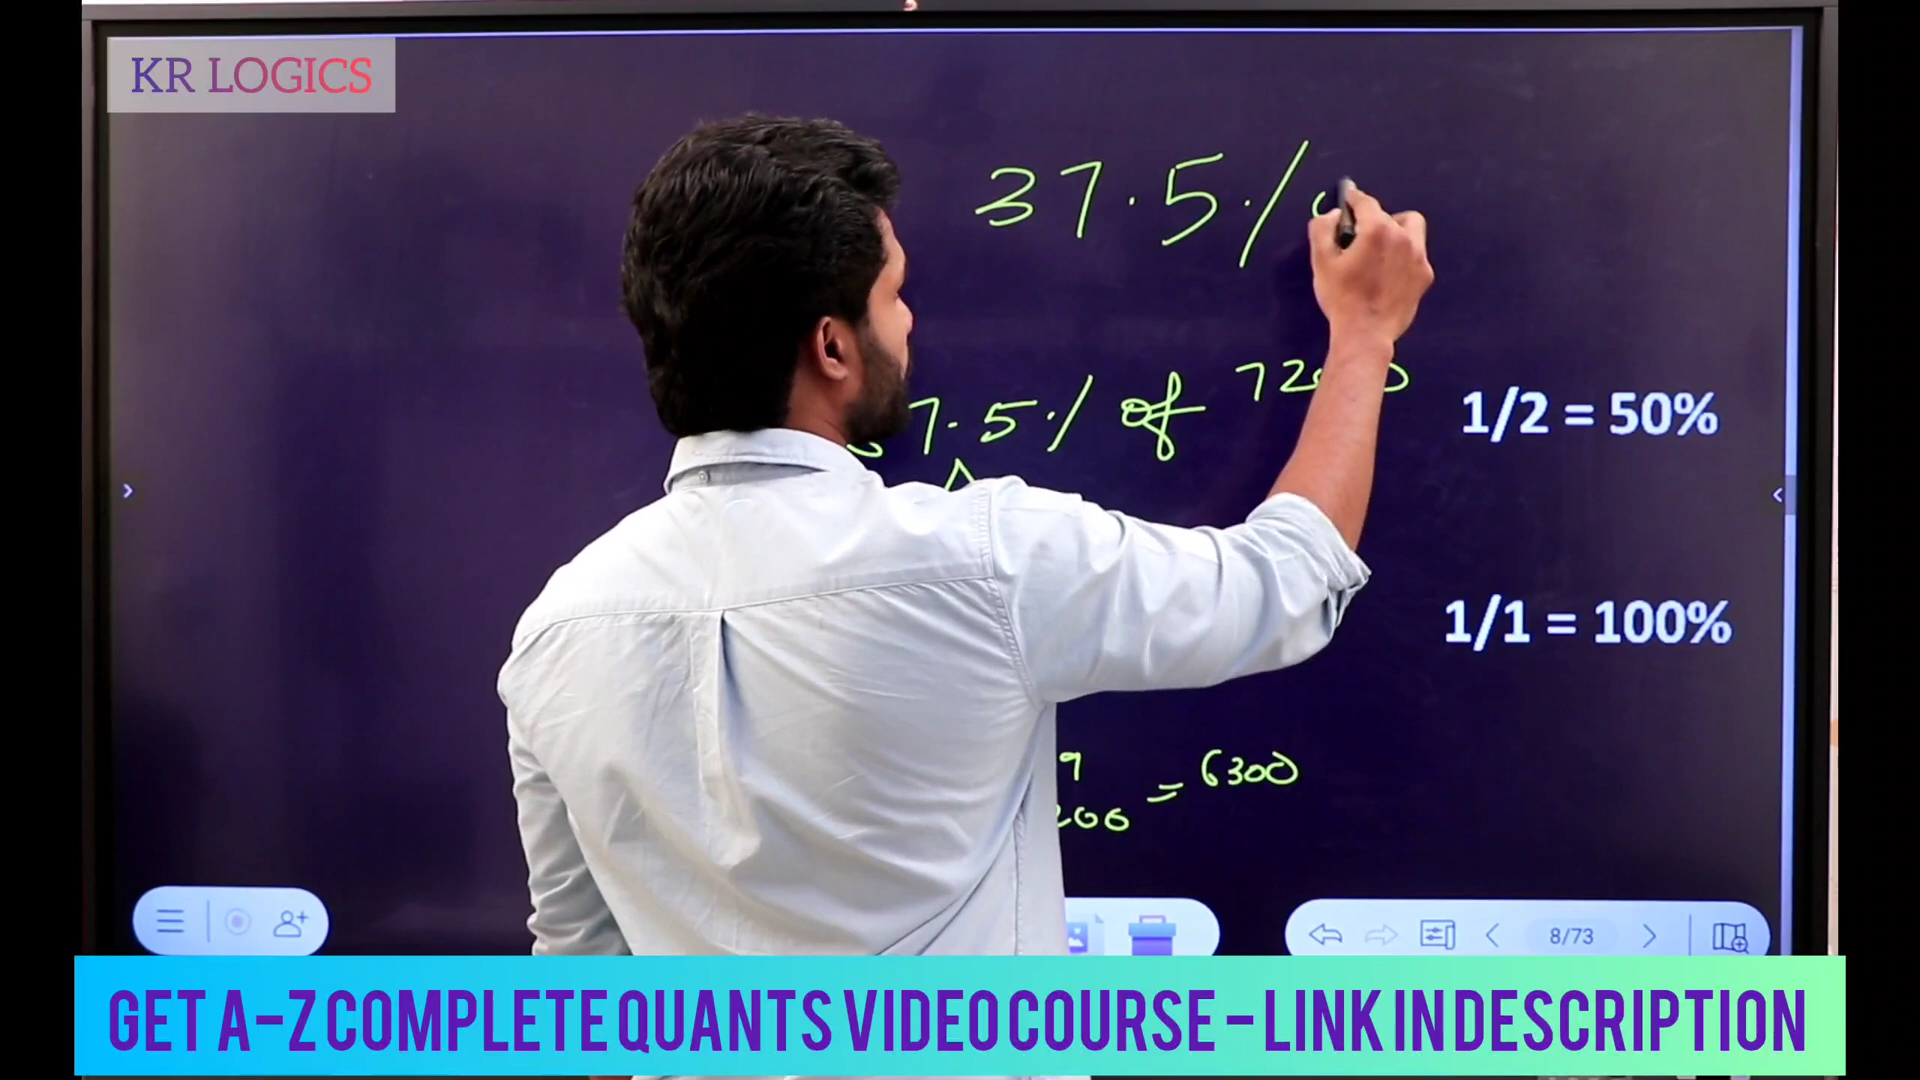 KR LOGICS
37.5%
7.5% of
1/2 = 50%
1/1 = 100%
9
= 6300
8/73
GET A-Z COMPLETE QUANTS VIDEO COURSE - LINK IN DESCRIPTION